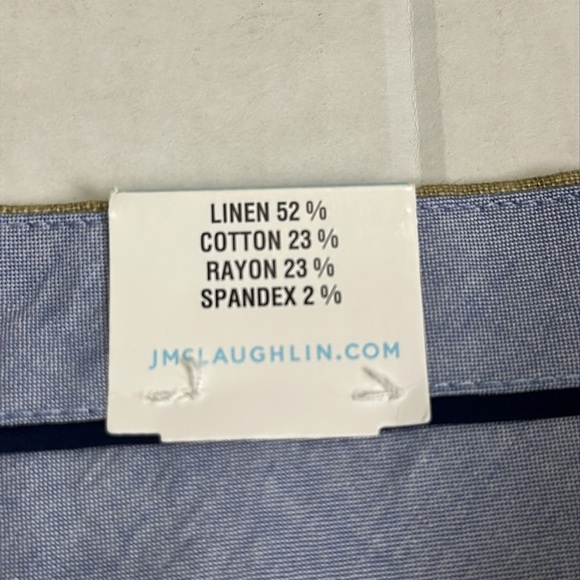 LINEN 52 %
COTTON 23 %
RAYON 23 %
SPANDEX 2 %
JMCLAUGHLIN.COM